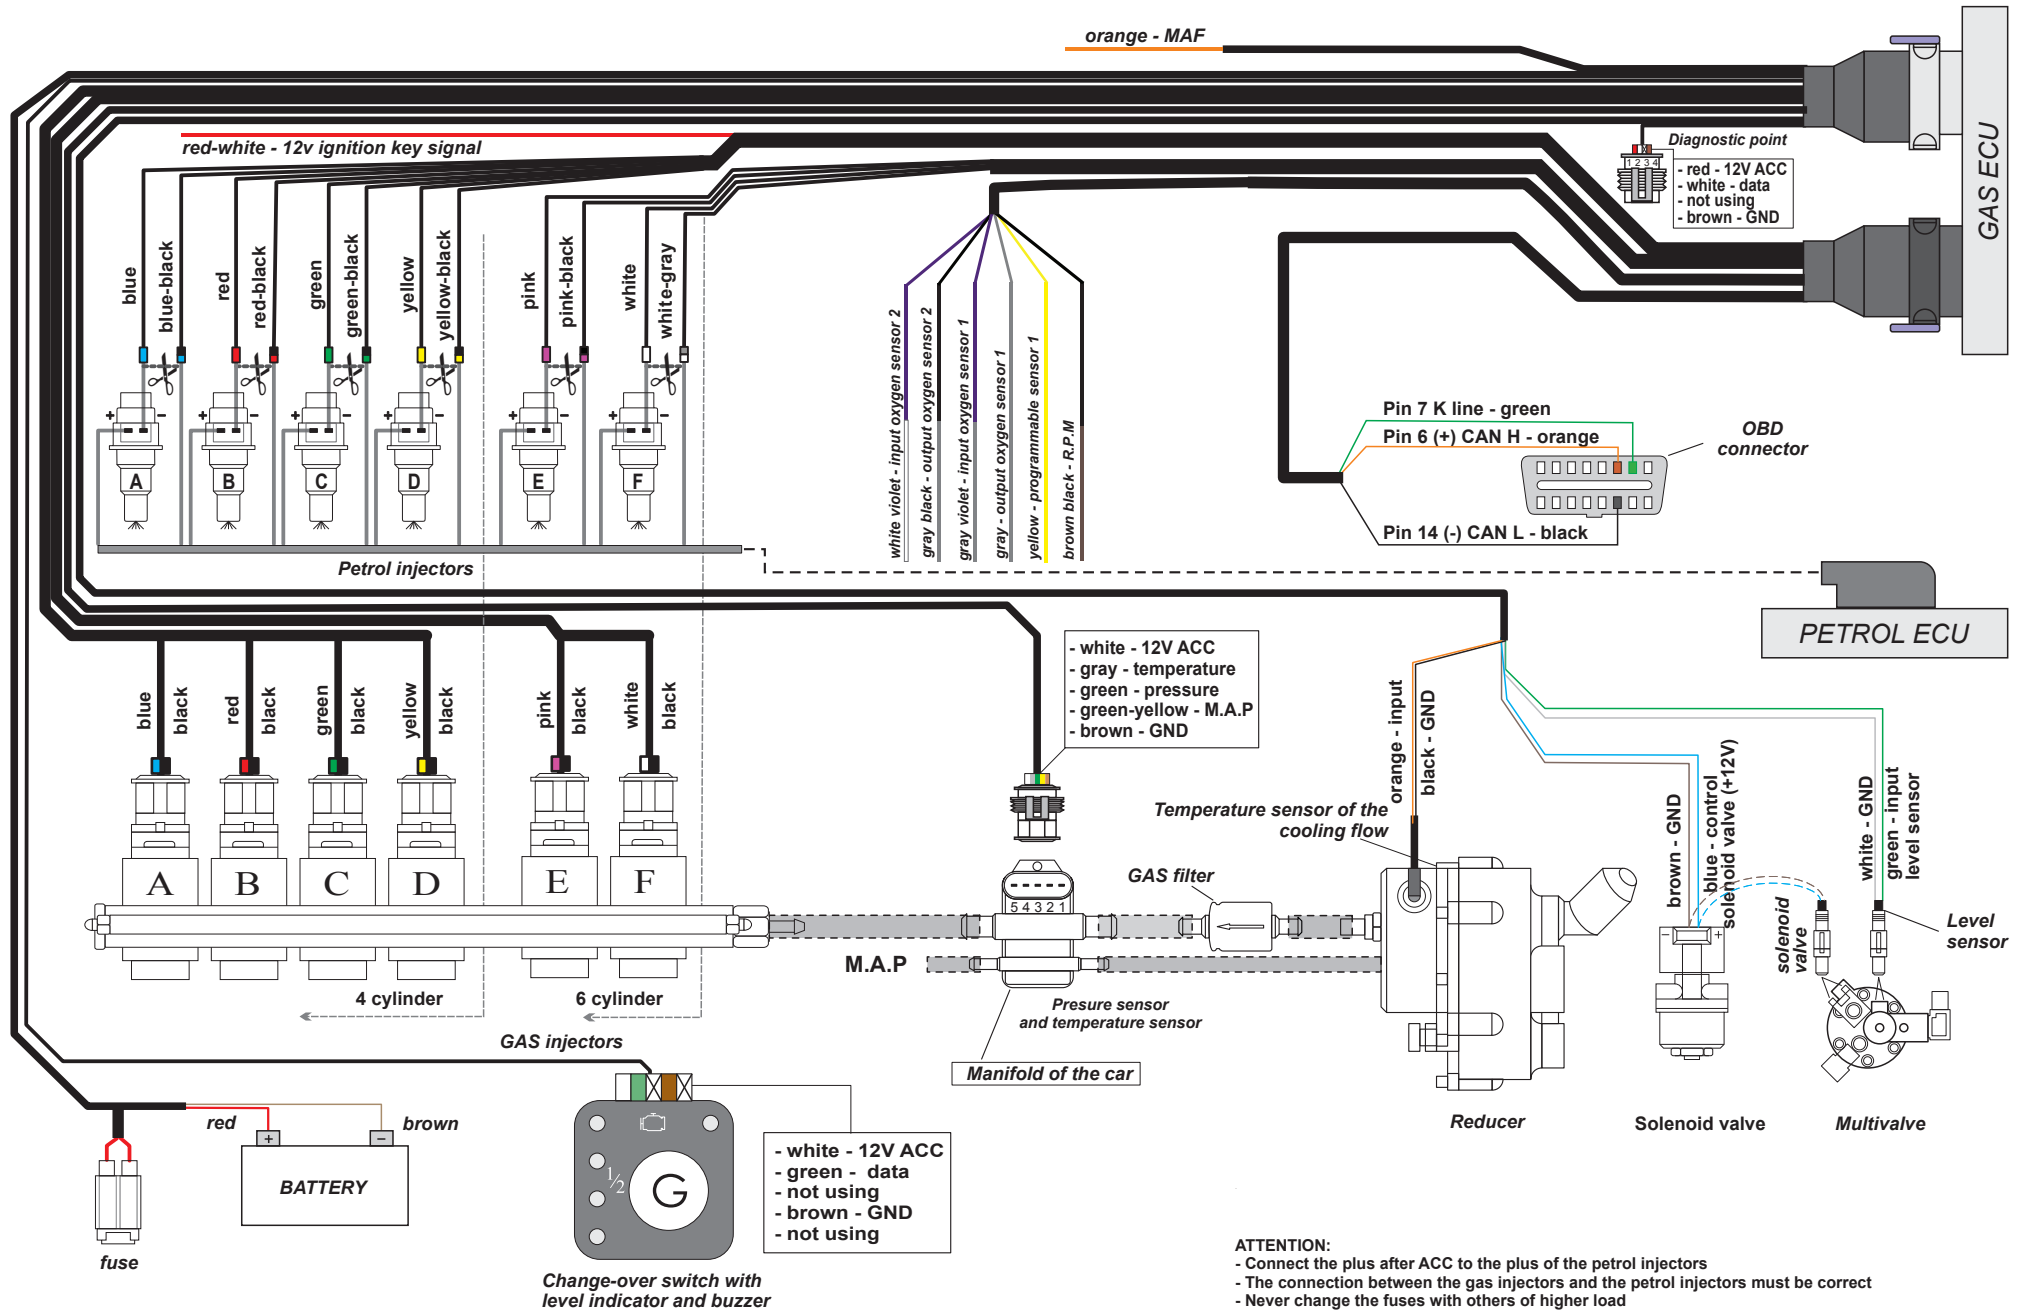 orange - MAF
red-white - 12v ignition key signal
Diagnostic point
1 2 3 4
- red - 12V ACC
- white - data
- not using
- brown - GND
GAS ECU
blue
blue-black
red
red-black
green
green-black
yellow
yellow-black
pink
pink-black
white
white-gray
+ -
+ -
+ -
+ -
+ -
+ -
A
B
C
D
E
F
Petrol injectors
white violet - input oxygen sensor 2
gray black - output oxygen sensor 2
gray violet - input oxygen sensor 1
gray - output oxygen sensor 1
yellow - programmable sensor 1
brown black - R.P.M
Pin 7 K line - green
Pin 6 (+) CAN H - orange
Pin 14 (-) CAN L - black
OBD
connector
PETROL ECU
blue
black
red
black
green
black
yellow
black
pink
black
white
black
A
B
C
D
E
F
4 cylinder
6 cylinder
GAS injectors
- white - 12V ACC
- gray - temperature
- green - pressure
- green-yellow - M.A.P
- brown - GND
5 4 3 2 1
M.A.P
Presure sensor
and temperature sensor
Manifold of the car
GAS filter
Temperature sensor of the
cooling flow
orange - input
black - GND
Reducer
brown - GND
blue - control
solenoid valve (+12V)
- +
Solenoid valve
solenoid
valve
white - GND
green - input
level sensor
Level
sensor
Multivalve
red
brown
+
−
BATTERY
fuse
1/2
G
Change-over switch with
level indicator and buzzer
- white - 12V ACC
- green - data
- not using
- brown - GND
- not using
ATTENTION:
- Connect the plus after ACC to the plus of the petrol injectors
- The connection between the gas injectors and the petrol injectors must be correct
- Never change the fuses with others of higher load